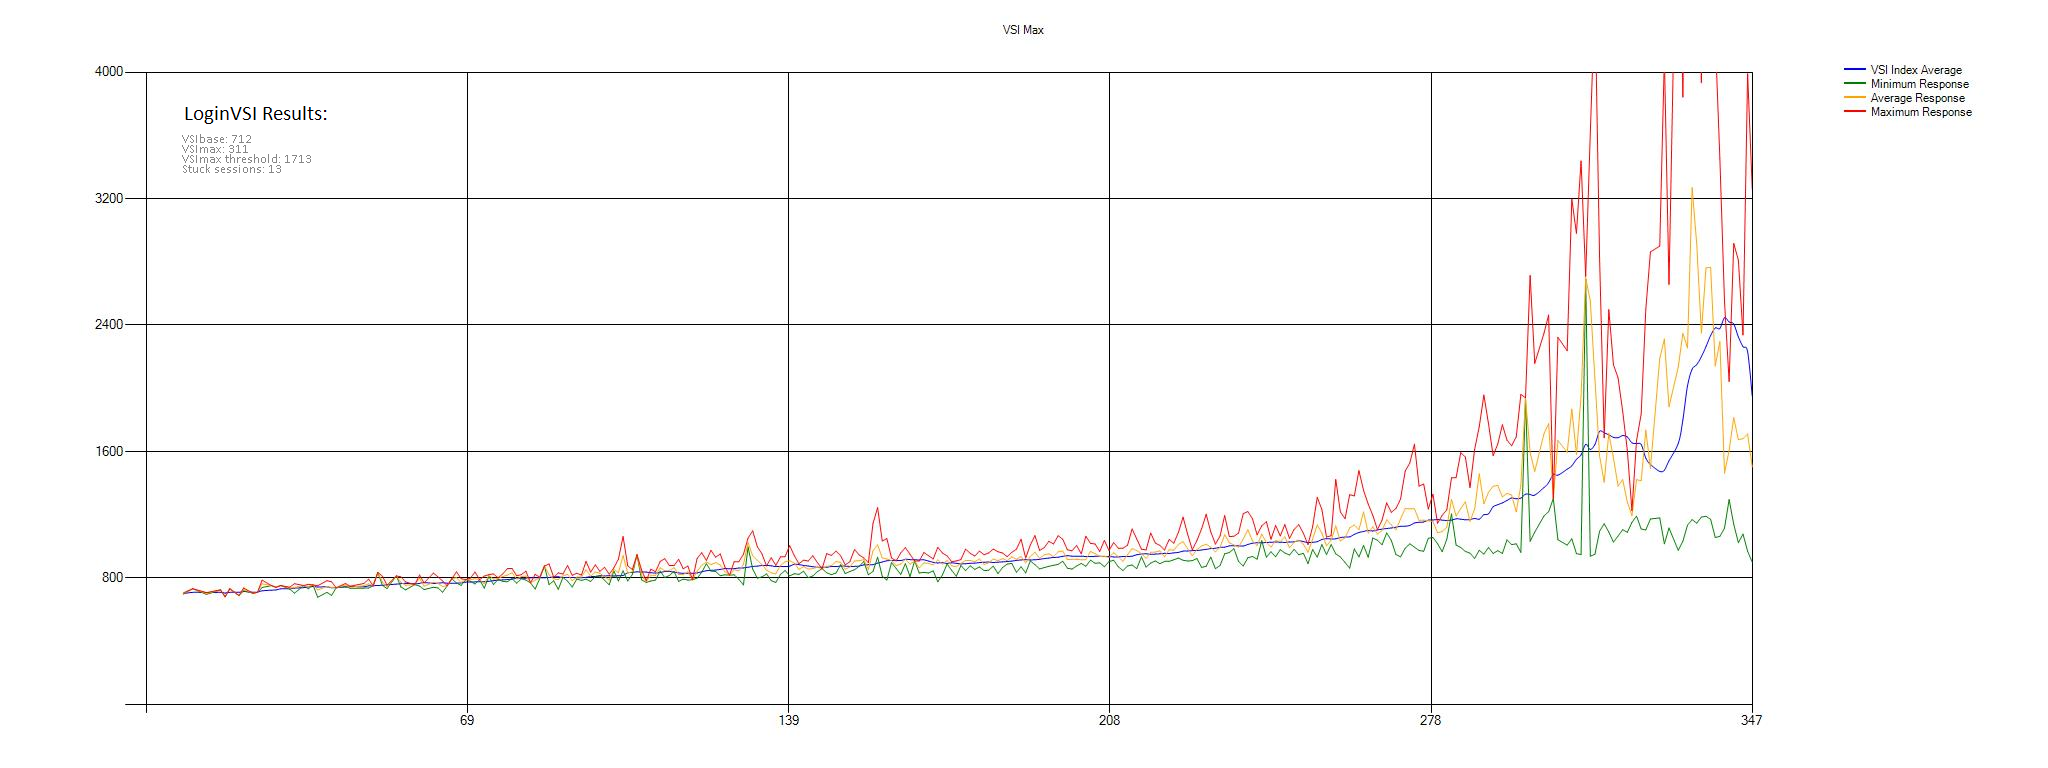 VSI Max
4000
3200
2400
1600
800
69
139
208
278
347
LoginVSI Results:
VSIbase: 712
VSImax: 311
VSImax threshold: 1713
Stuck sessions: 13
VSI Index Average
Minimum Response
Average Response
Maximum Response